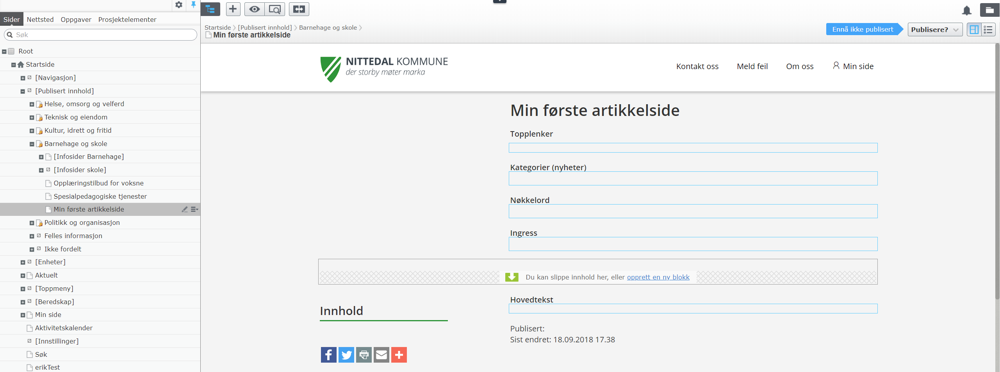 Sider Nettsted Oppgaver Prosjektelementer
Søk
Root
Startside
[Navigasjon]
[Publisert innhold]
Helse, omsorg og velferd
Teknisk og eiendom
Kultur, idrett og fritid
Barnehage og skole
[Infosider Barnehage]
[Infosider skole]
Opplæringstilbud for voksne
Spesialpedagogiske tjenester
Min første artikkelside
Politikk og organisasjon
Felles informasjon
Ikke fordelt
[Enheter]
Aktuelt
[Toppmeny]
[Beredskap]
Min side
Aktivitetskalender
[Innstillinger]
Søk
erikTest
Startside > [Publisert innhold] > Barnehage og skole >
Min første artikkelside
Ennå ikke publisert
Publisere?
NITTEDAL KOMMUNE
der storby møter marka
Kontakt oss Meld feil Om oss Min side
Min første artikkelside
Topplenker
Kategorier (nyheter)
Nøkkelord
Ingress
Du kan slippe innhold her, eller opprett en ny blokk
Innhold
Hovedtekst
Publisert:
Sist endret: 18.09.2018 17.38